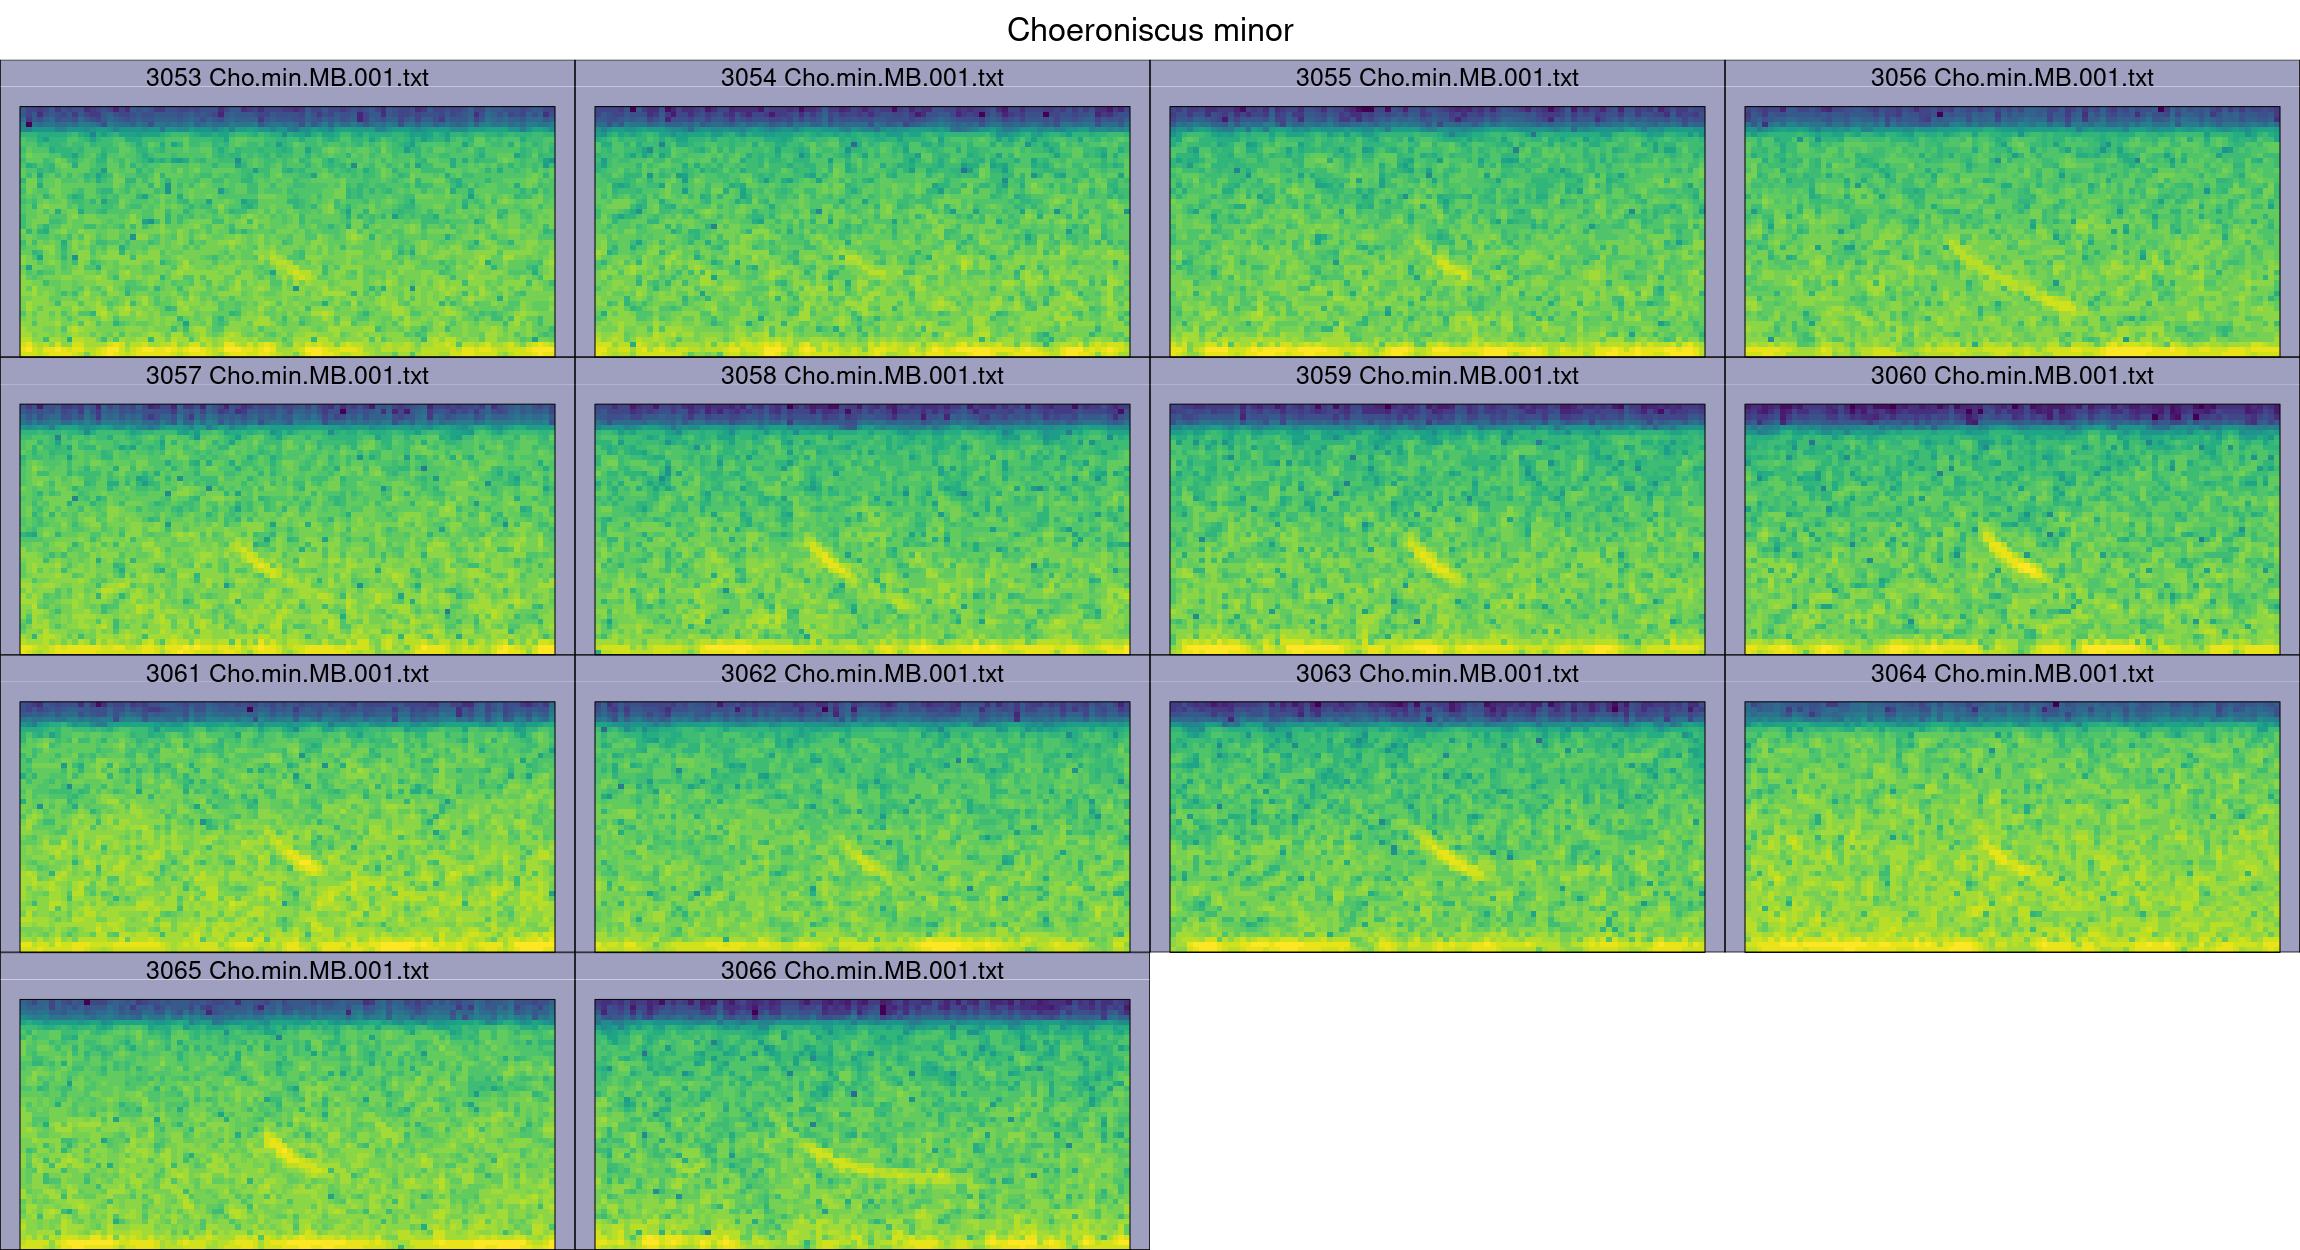 Choeroniscus minor
3053 Cho.min.MB.001.txt
3054 Cho.min.MB.001.txt
3055 Cho.min.MB.001.txt
3056 Cho.min.MB.001.txt
3057 Cho.min.MB.001.txt
3058 Cho.min.MB.001.txt
3059 Cho.min.MB.001.txt
3060 Cho.min.MB.001.txt
3061 Cho.min.MB.001.txt
3062 Cho.min.MB.001.txt
3063 Cho.min.MB.001.txt
3064 Cho.min.MB.001.txt
3065 Cho.min.MB.001.txt
3066 Cho.min.MB.001.txt